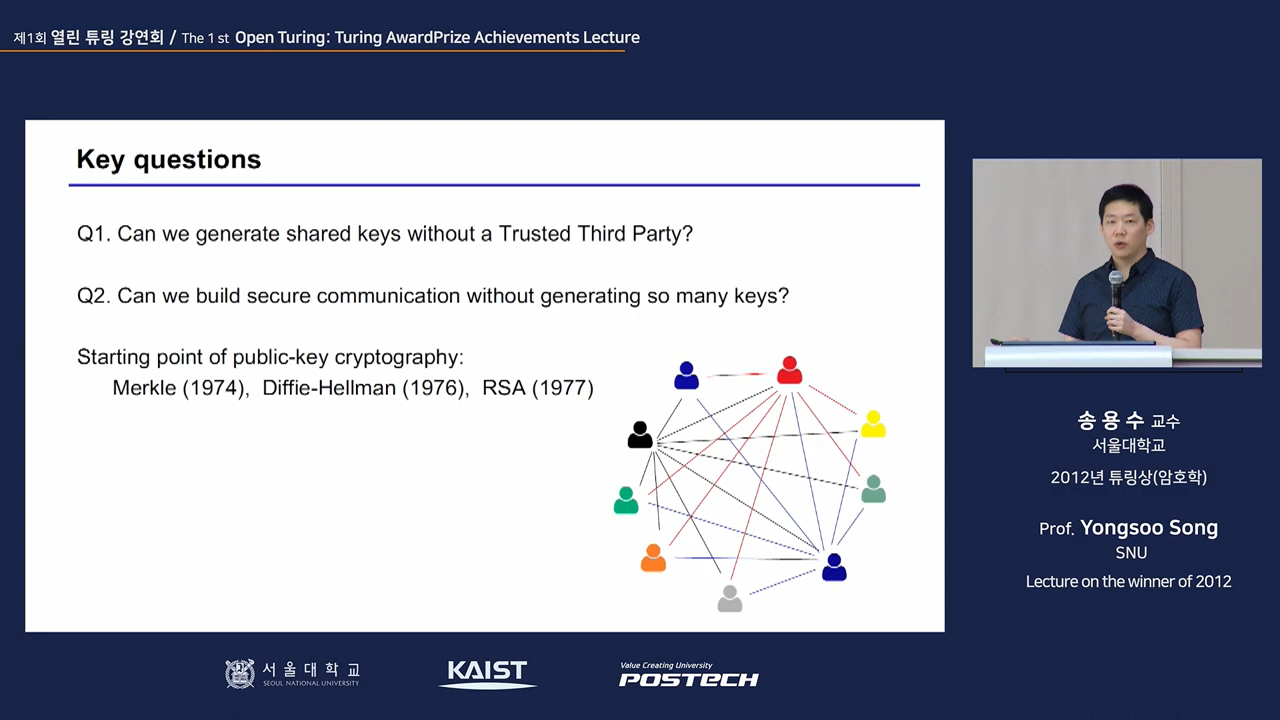 제1회 열린 튜링 강연회 / The 1 st Open Turing: Turing AwardPrize Achievements Lecture
Key questions
Q1. Can we generate shared keys without a Trusted Third Party?
Q2. Can we build secure communication without generating so many keys?
Starting point of public-key cryptography:
Merkle (1974), Diffie-Hellman (1976), RSA (1977)
송용수 교수
서울대학교
2012년 튜링상(암호학)
Prof. Yongsoo Song
SNU
Lecture on the winner of 2012
서울대학교
SEOUL NATIONAL UNIVERSITY
KAIST
Value Creating University
POSTECH